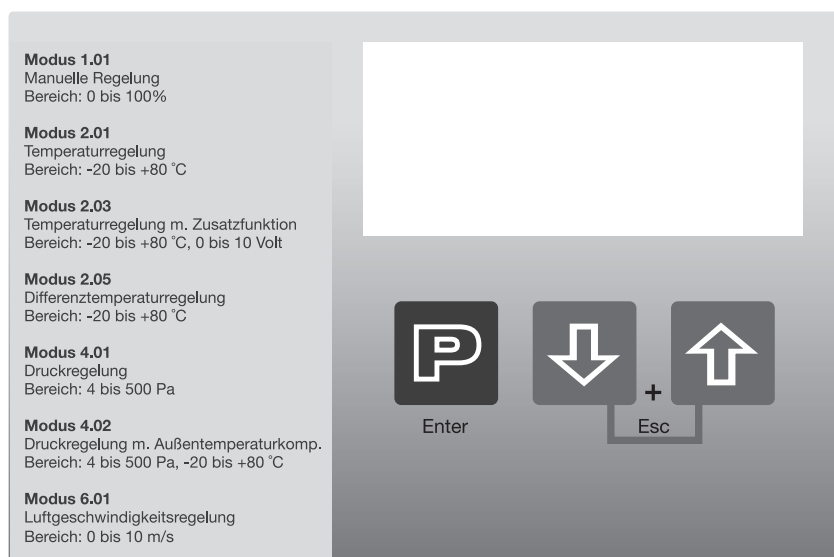 Modus 1.01
Manuelle Regelung
Bereich: 0 bis 100%
Modus 2.01
Temperaturregelung
Bereich: -20 bis +80 °C
Modus 2.03
Temperaturregelung m. Zusatzfunktion
Bereich: -20 bis +80 °C, 0 bis 10 Volt
Modus 2.05
Differenztemperaturregelung
Bereich: -20 bis +80 °C
Modus 4.01
Druckregelung
Bereich: 4 bis 500 Pa
Modus 4.02
Druckregelung m. Außentemperaturkomp.
Bereich: 4 bis 500 Pa, -20 bis +80 °C
Modus 6.01
Luftgeschwindigkeitsregelung
Bereich: 0 bis 10 m/s
P
+
Enter
Esc